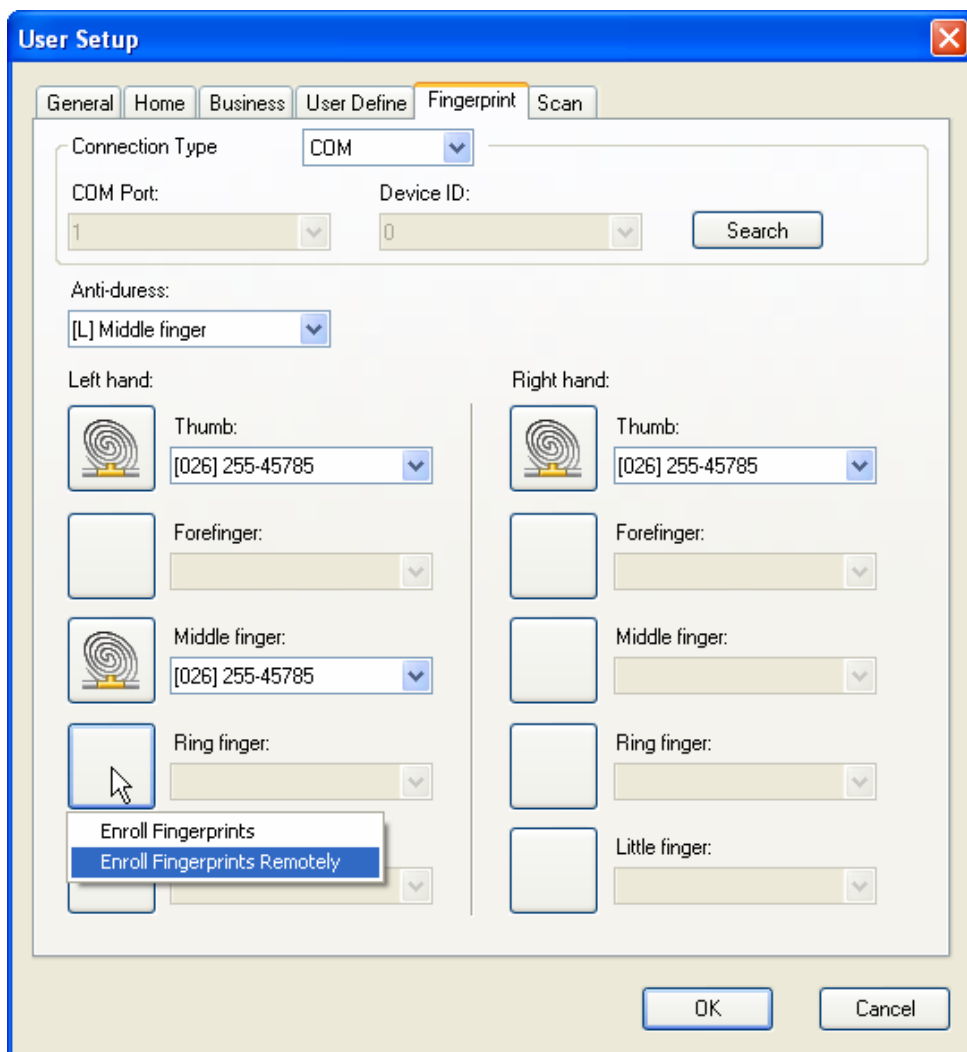 User Setup
General Home Business User Define Fingerprint Scan
Connection Type COM
COM Port: Device ID:
1 0 Search
Anti-duress:
[L] Middle finger
Left hand: Right hand:
Thumb: Thumb:
[026] 255-45785 [026] 255-45785
Forefinger: Forefinger:
Middle finger: Middle finger:
[026] 255-45785
Ring finger: Ring finger:
Enroll Fingerprints
Little finger:
Enroll Fingerprints Remotely
OK Cancel